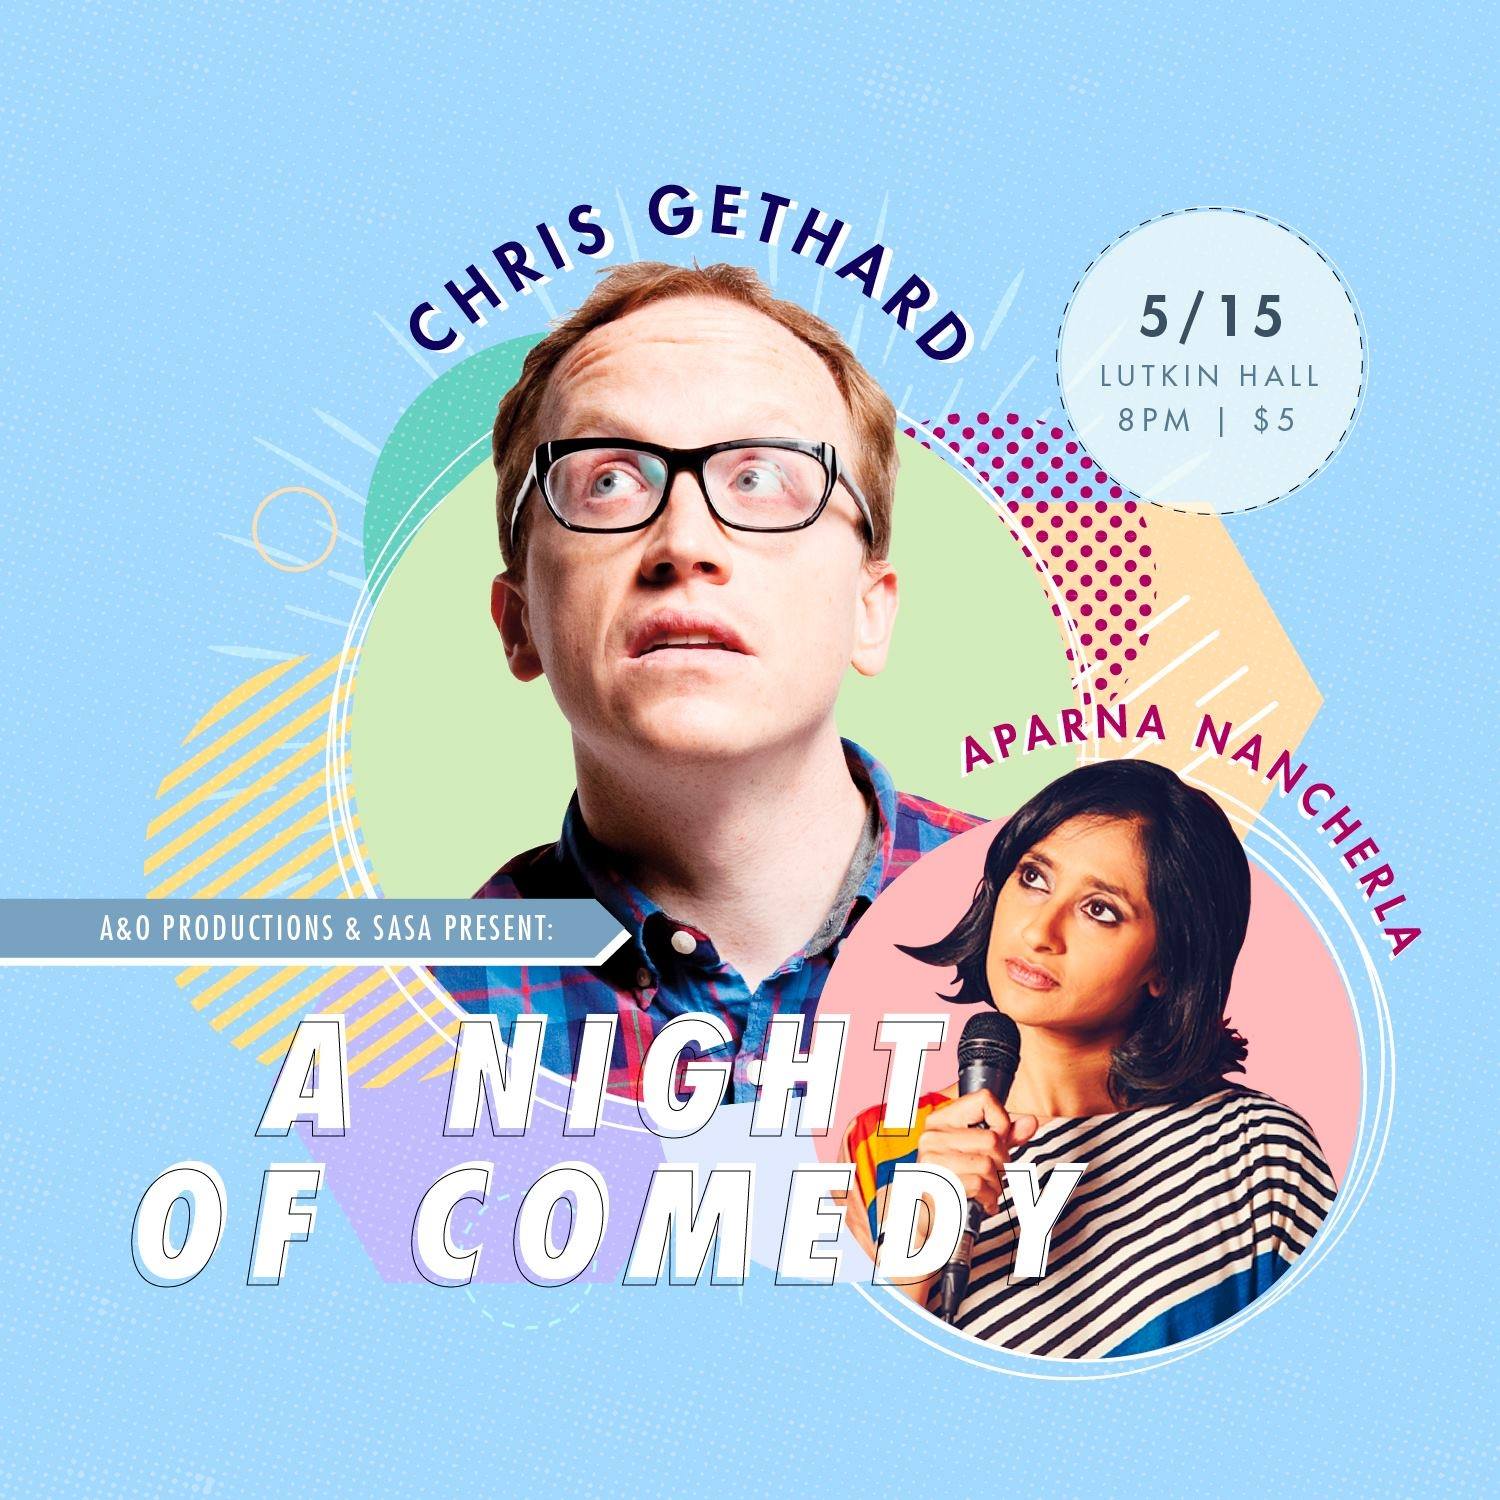 CHRIS GETHARD
5/15
LUTKIN HALL
8PM | $5
APARNA NANCHERLA
A&O PRODUCTIONS & SASA PRESENT:
A NIGHT
OF COMEDY